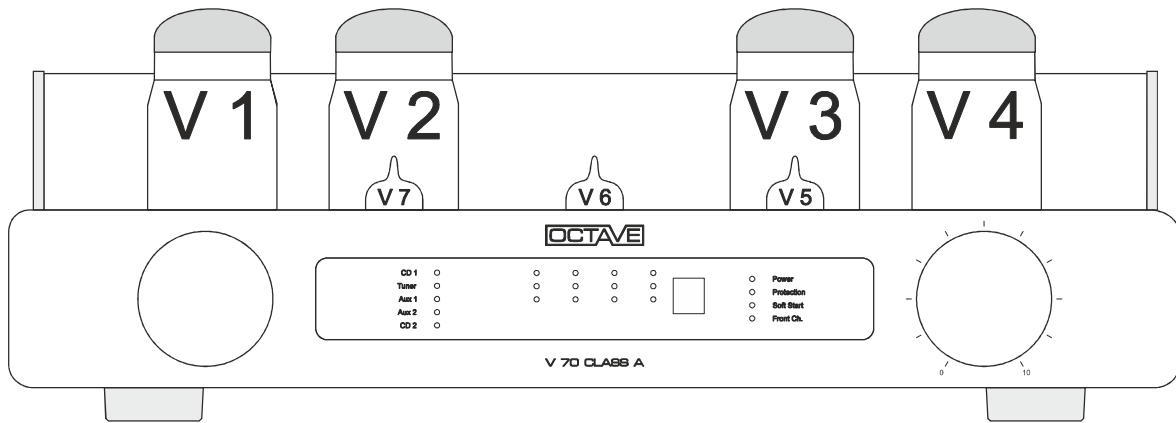 V 1
V 2
V 3
V 4
V 7
V 6
V 5
OCTAVE
CD 1
Tuner
Aux 1
Aux 2
CD 2
Power
Protection
Soft Start
Front Ch.
V 70 CLASS A
0
10